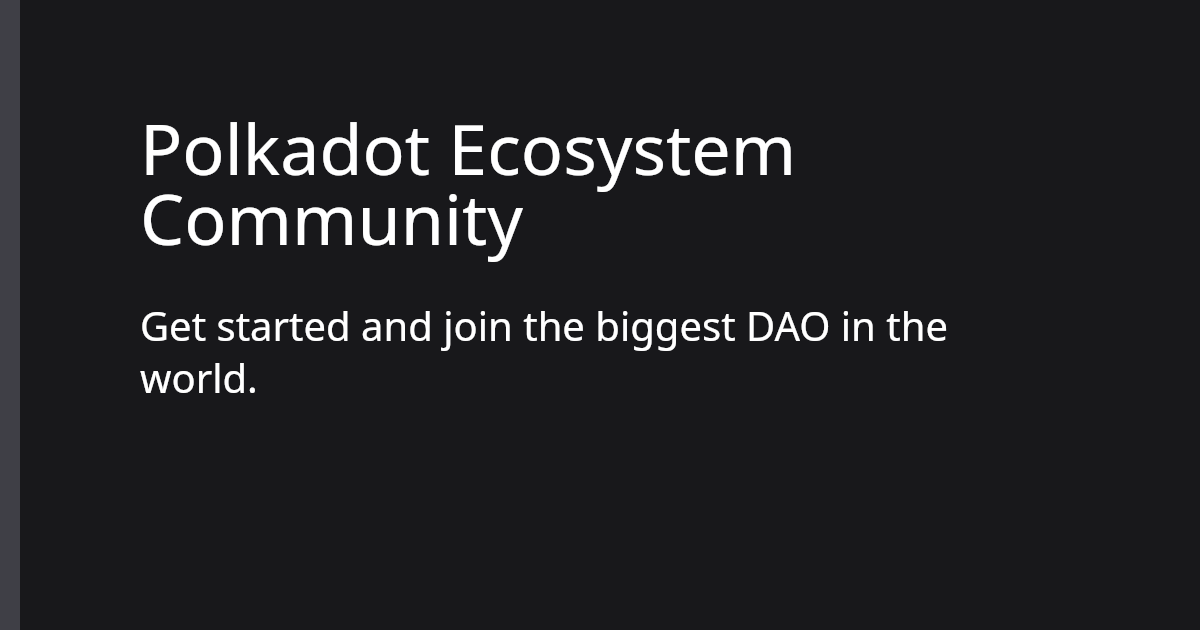 Polkadot Ecosystem
Community
Get started and join the biggest DAO in the
world.